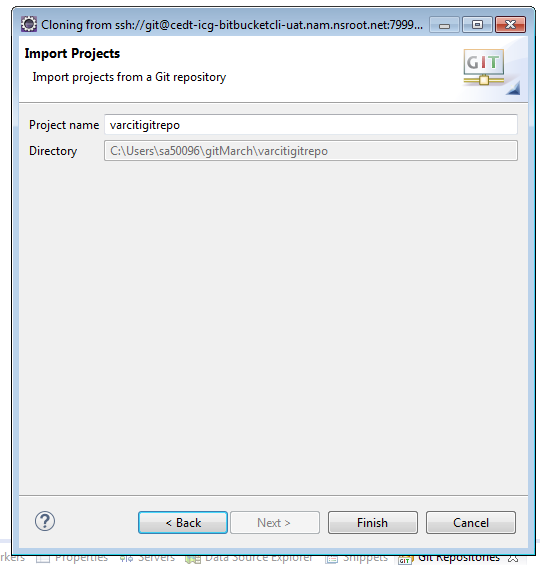 Cloning from ssh://git@cedt-icg-bitbucketcli-uat.nam.nsroot.net:7999...
Import Projects
Import projects from a Git repository
GIT
Project name varcitigitrepo
Directory C:\Users\sa50096\gitMarch\varcitigitrepo
? < Back Next > Finish Cancel
rkers Properties Servers Data Source Explorer Snippets GIT Git Repositories